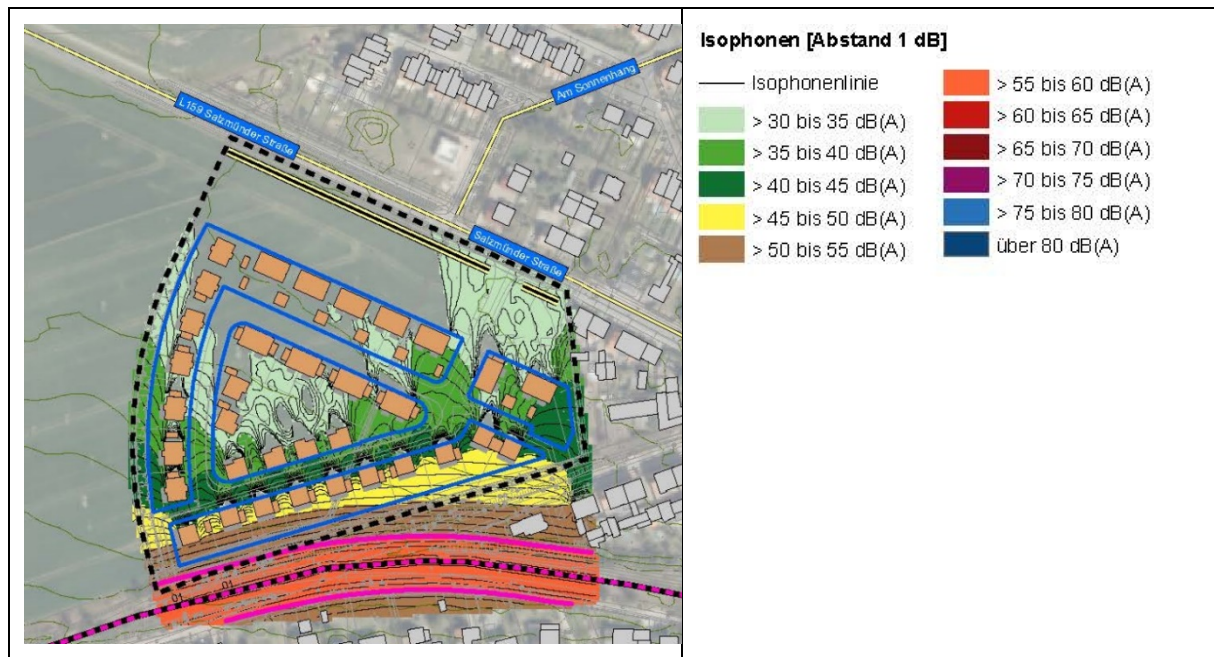 L159 Salzmünder Straße
Am Sonnenhang
Salzmünder Straße
01
01
Isophonen [Abstand 1 dB]
Isophonenlinie
> 30 bis 35 dB(A)
> 35 bis 40 dB(A)
> 40 bis 45 dB(A)
> 45 bis 50 dB(A)
> 50 bis 55 dB(A)
> 55 bis 60 dB(A)
> 60 bis 65 dB(A)
> 65 bis 70 dB(A)
> 70 bis 75 dB(A)
> 75 bis 80 dB(A)
über 80 dB(A)